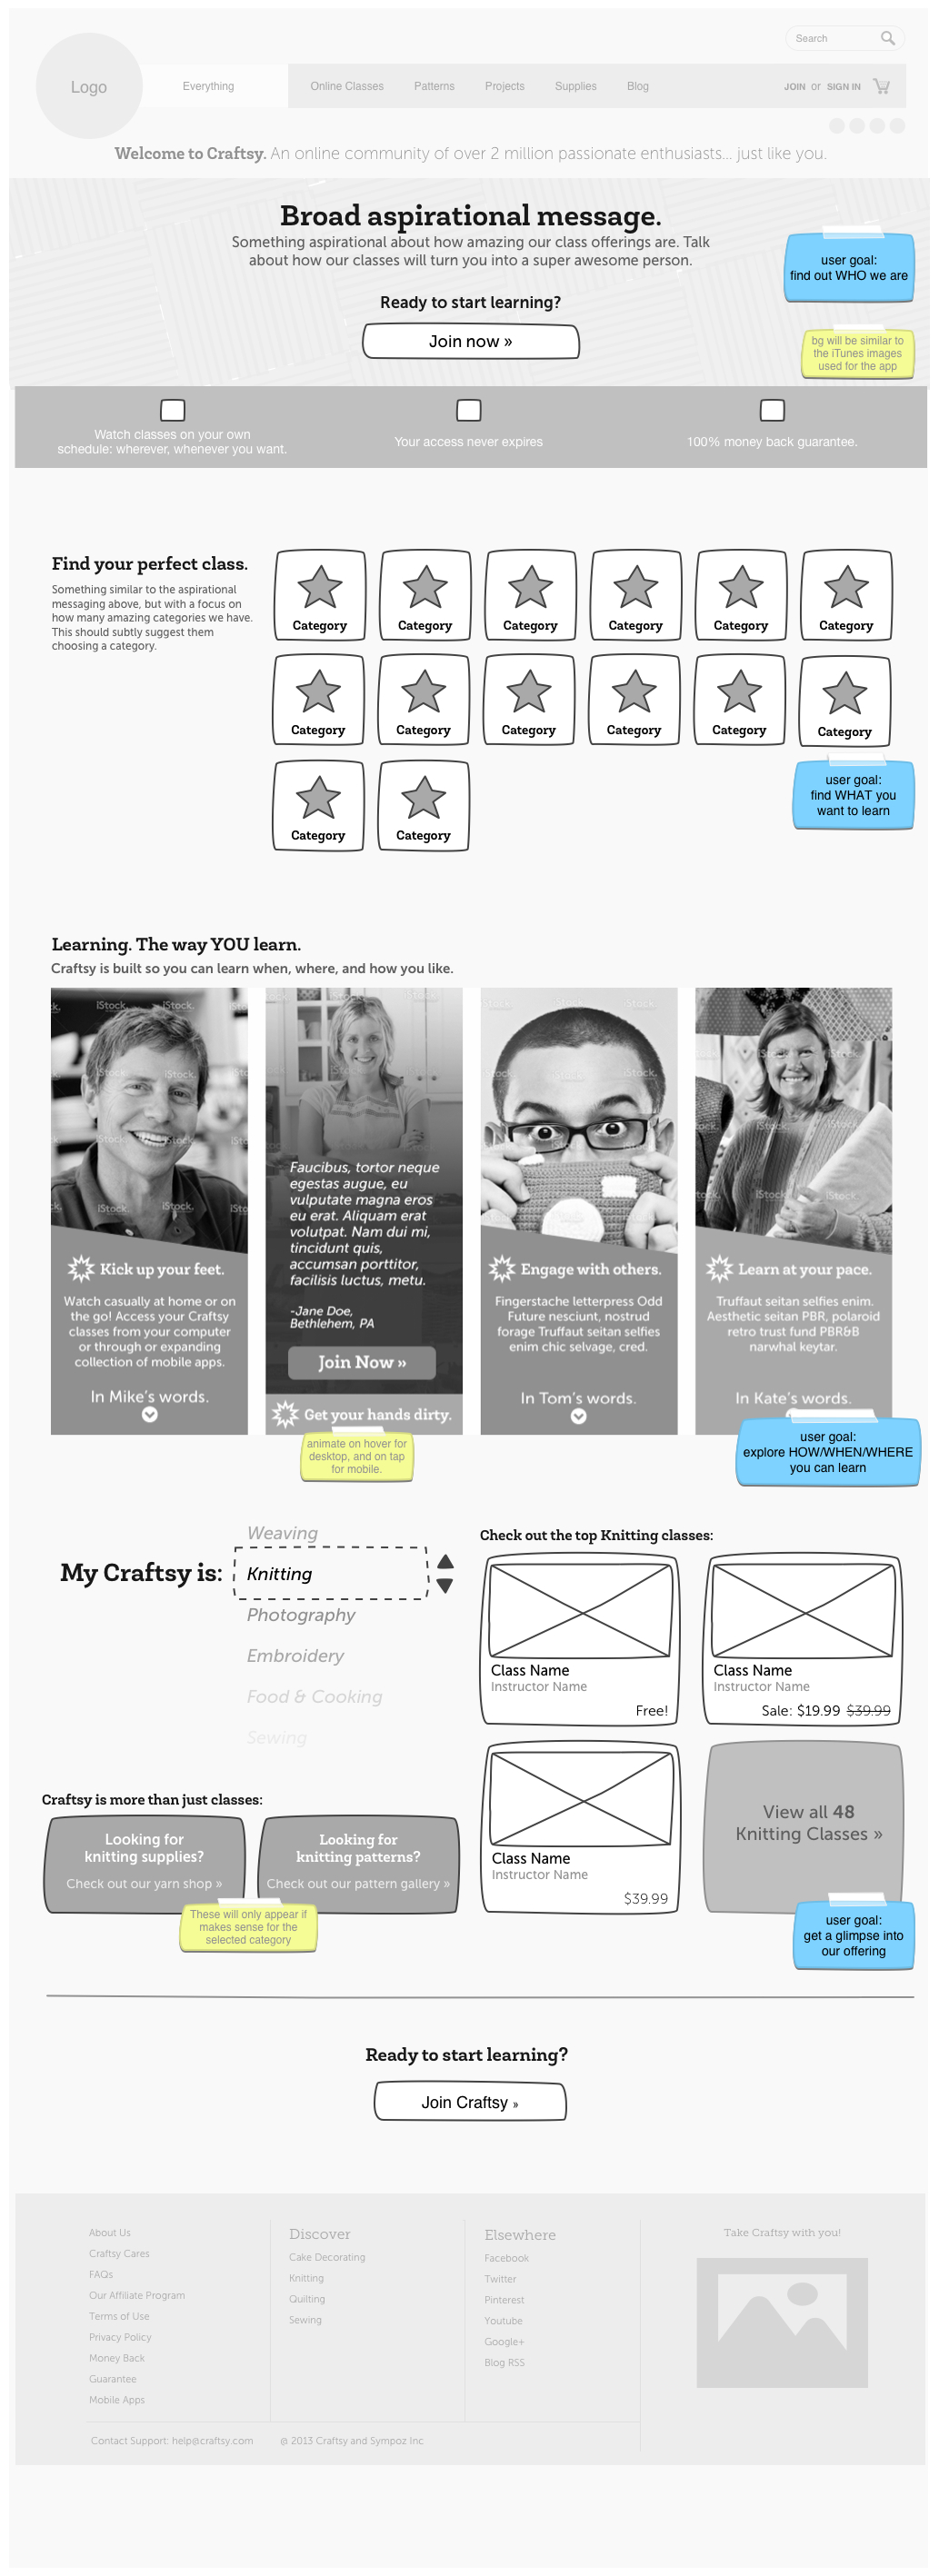 Search
Logo
Everything
Online Classes
Patterns
Projects
Supplies
Blog
JOIN or SIGN IN
Welcome to Craftsy. An online community of over 2 million passionate enthusiasts... just like you.
Broad aspirational message.
Something aspirational about how amazing our class offerings are. Talk
about how our classes will turn you into a super awesome person.
user goal:
find out WHO we are
Ready to start learning?
Join now »
bg will be similar to
the iTunes images
used for the app
Watch classes on your own
schedule: wherever, whenever you want.
Your access never expires
100% money back guarantee.
Find your perfect class.
Something similar to the aspirational
messaging above, but with a focus on
how many amazing categories we have.
This should subtly suggest them
choosing a category.
Category
Category
Category
Category
Category
Category
Category
Category
Category
Category
Category
Category
Category
Category
user goal:
find WHAT you
want to learn
Learning. The way YOU learn.
Craftsy is built so you can learn when, where, and how you like.
Kick up your feet.
Watch casually at home or on
the go! Access your Craftsy
classes from your computer
or through or expanding
collection of mobile apps.
In Mike's words.
Faucibus, tortor neque
egestas augue, eu
vulputate magna eros
eu erat. Aliquam erat
volutpat. Nam dui mi,
tincidunt quis,
accumsan porttitor,
facilisis luctus, metu.
-Jane Doe,
Bethlehem, PA
Join Now »
Get your hands dirty.
animate on hover for
desktop, and on tap
for mobile.
Engage with others.
Fingerstache letterpress Odd
Future nesciunt, nostrud
forage Truffaut seitan selfies
enim chic selvage, cred.
In Tom's words.
Learn at your pace.
Truffaut seitan selfies enim.
Aesthetic seitan PBR, polaroid
retro trust fund PBR&B
narwhal keytar.
In Kate's words.
user goal:
explore HOW/WHEN/WHERE
you can learn
My Craftsy is:
Weaving
Knitting
Photography
Embroidery
Food & Cooking
Sewing
Check out the top Knitting classes:
Class Name
Instructor Name
Free!
Class Name
Instructor Name
Sale: $19.99 $39.99
Class Name
Instructor Name
$39.99
View all 48
Knitting Classes »
user goal:
get a glimpse into
our offering
Craftsy is more than just classes:
Looking for
knitting supplies?
Check out our yarn shop »
Looking for
knitting patterns?
Check out our pattern gallery »
These will only appear if
makes sense for the
selected category
Ready to start learning?
Join Craftsy »
About Us
Craftsy Cares
FAQs
Our Affiliate Program
Terms of Use
Privacy Policy
Money Back
Guarantee
Mobile Apps
Discover
Cake Decorating
Knitting
Quilting
Sewing
Elsewhere
Facebook
Twitter
Pinterest
Youtube
Google+
Blog RSS
Take Craftsy with you!
Contact Support: help@craftsy.com
@ 2013 Craftsy and Sympoz Inc